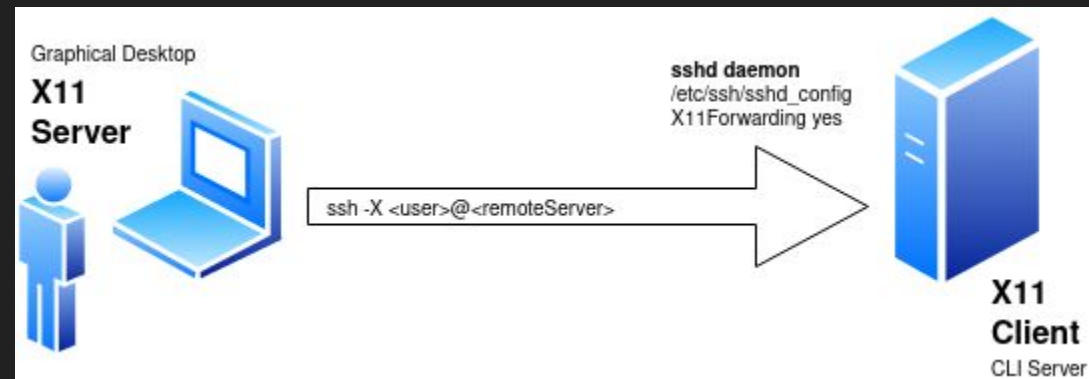 Graphical Desktop
X11
Server
sshd daemon
/etc/ssh/sshd_config
X11Forwarding yes
ssh -X <user>@<remoteServer>
X11
Client
CLI Server